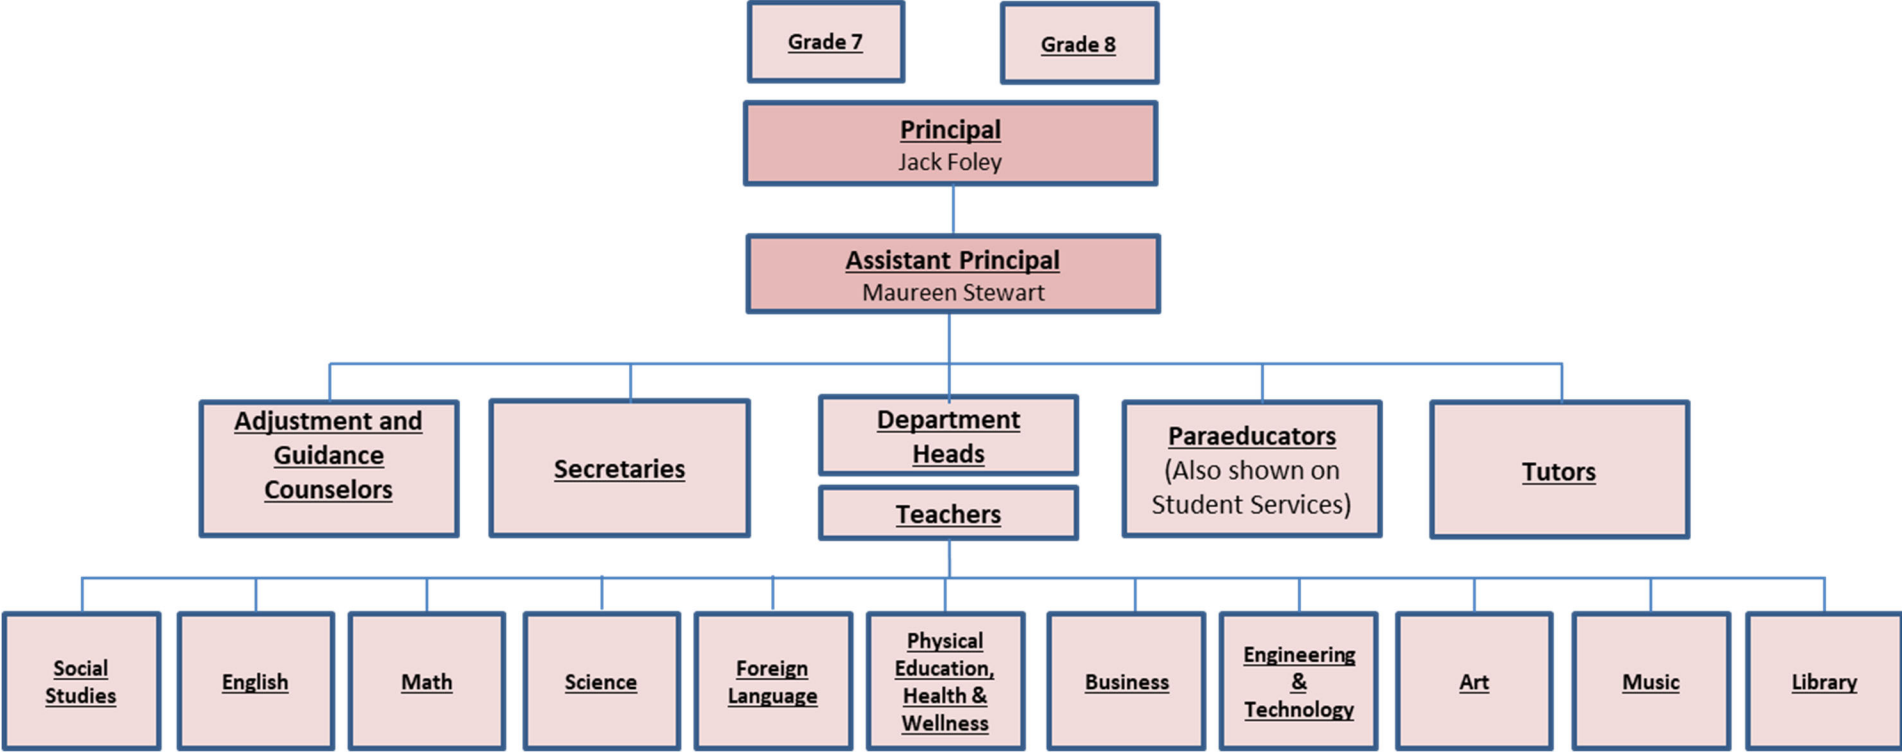 Grade 7
Grade 8
Principal
Jack Foley
Assistant Principal
Maureen Stewart
Adjustment and
Guidance
Counselors
Secretaries
Department
Heads
Teachers
Paraeducators
(Also shown on
Student Services)
Tutors
Social
Studies
English
Math
Science
Foreign
Language
Physical
Education,
Health &
Wellness
Business
Engineering
&
Technology
Art
Music
Library